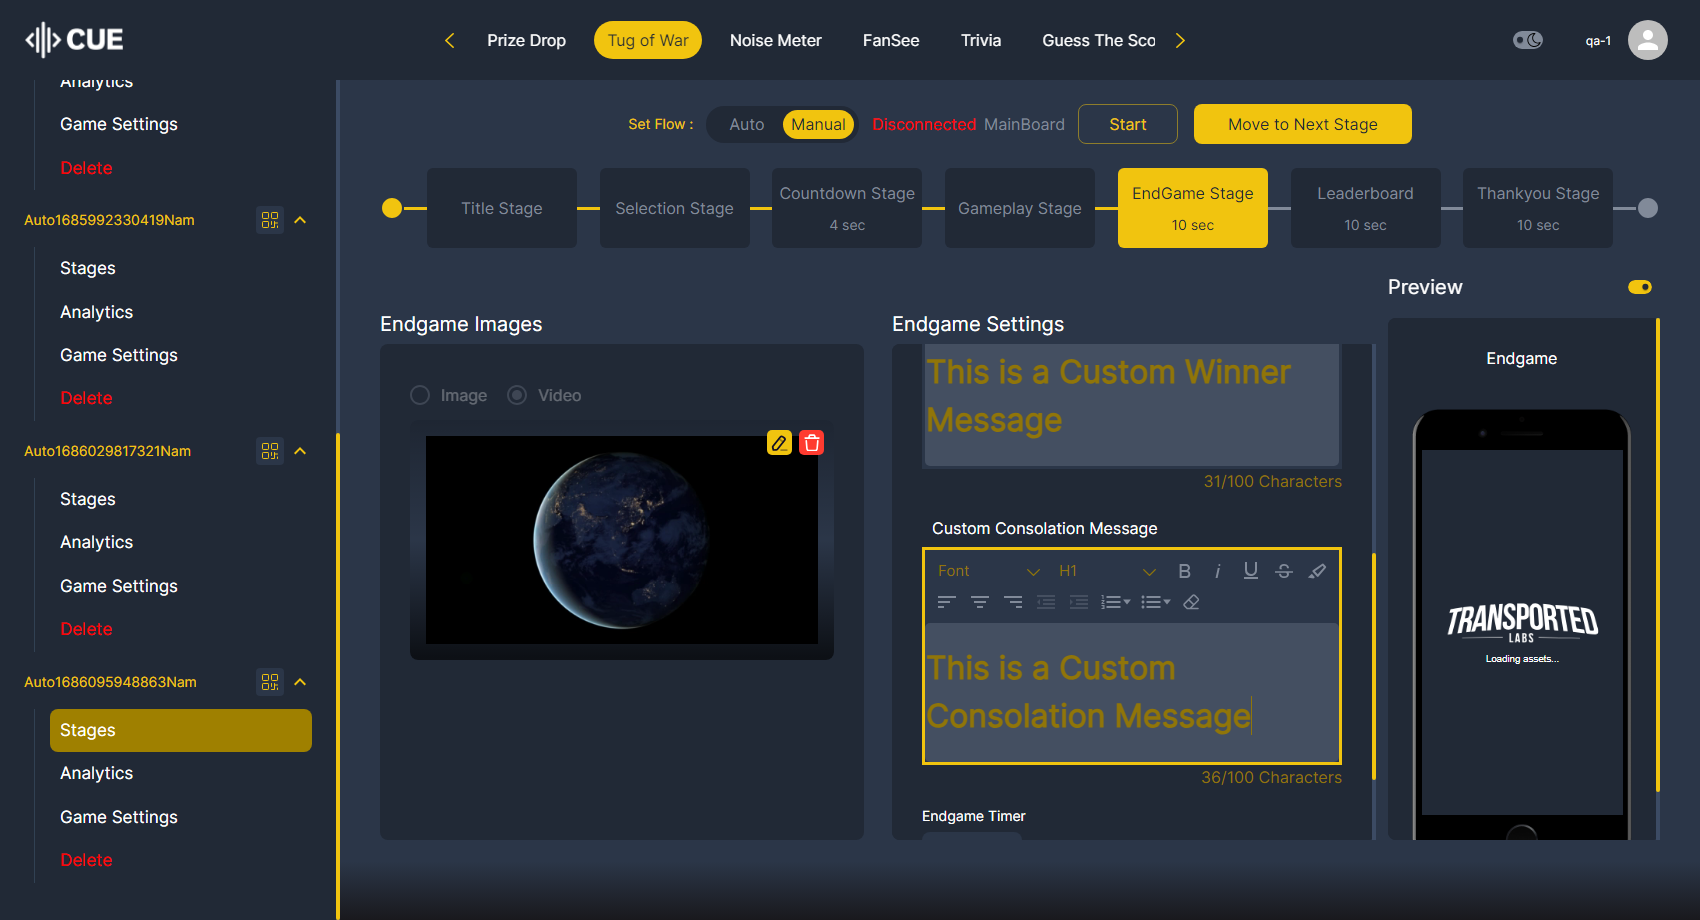 CUE
Prize Drop
Tug of War
Noise Meter
FanSee
Trivia
Guess The Sco
qa-1
Analytics
Game Settings
Delete
Auto1685992330419Nam
Stages
Analytics
Game Settings
Delete
Auto1686029817321Nam
Stages
Analytics
Game Settings
Delete
Auto1686095948863Nam
Stages
Analytics
Game Settings
Delete
Set Flow :
Auto
Manual
Disconnected MainBoard
Start
Move to Next Stage
Title Stage
Selection Stage
Countdown Stage
4 sec
Gameplay Stage
EndGame Stage
10 sec
Leaderboard
10 sec
Thankyou Stage
10 sec
Endgame Images
Image
Video
Endgame Settings
This is a Custom Winner
Message
31/100 Characters
Custom Consolation Message
Font
H1
This is a Custom
Consolation Message
36/100 Characters
Endgame Timer
Preview
Endgame
TRANSPORTED
LABS
Loading assets...